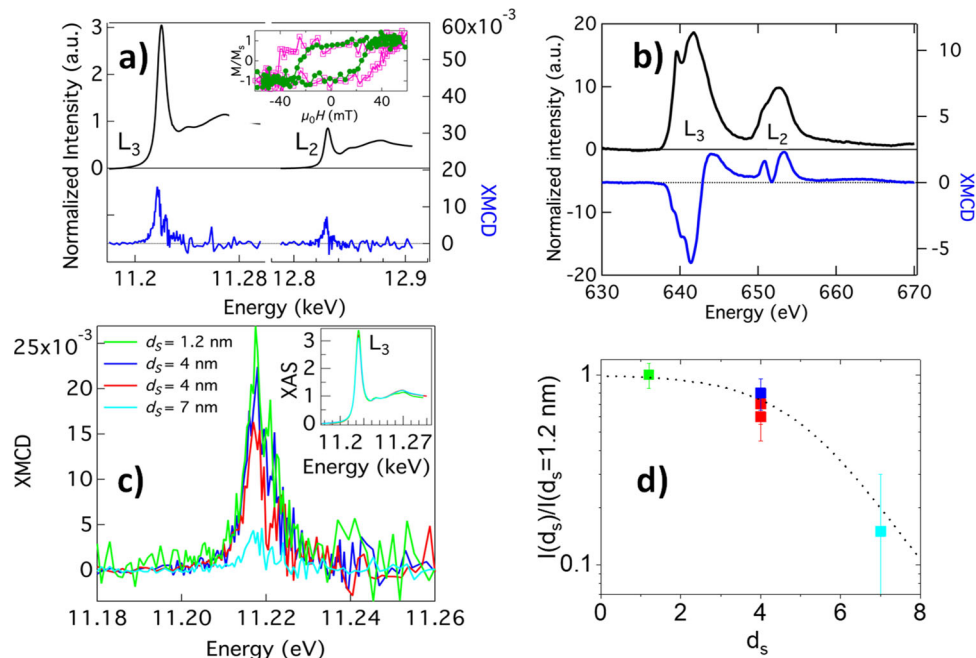 a)
Normalized Intensity (a.u.)
3
2
1
0
L3
L2
60x10-3
50
40
30
20
20x10-3
10
0
XMCD
11.2
11.28
12.8
12.9
Energy (keV)
M/Ms
1
0
-1
-40
0
40
μ0H (mT)
b)
Normalized intensity (a.u.)
20
10
0
-10
-20
L3
L2
10
5
0
-5
XMCD
630
640
650
660
670
Energy (eV)
c)
XMCD
25x10-3
15
5
0
dS= 1.2 nm
dS= 4 nm
dS= 4 nm
dS= 7 nm
XAS
3
2
1
0
L3
11.2
11.27
Energy (keV)
11.18
11.20
11.22
11.24
11.26
Energy (eV)
d)
I(ds)/I(ds=1.2 nm)
1
0.1
0
2
4
6
8
ds